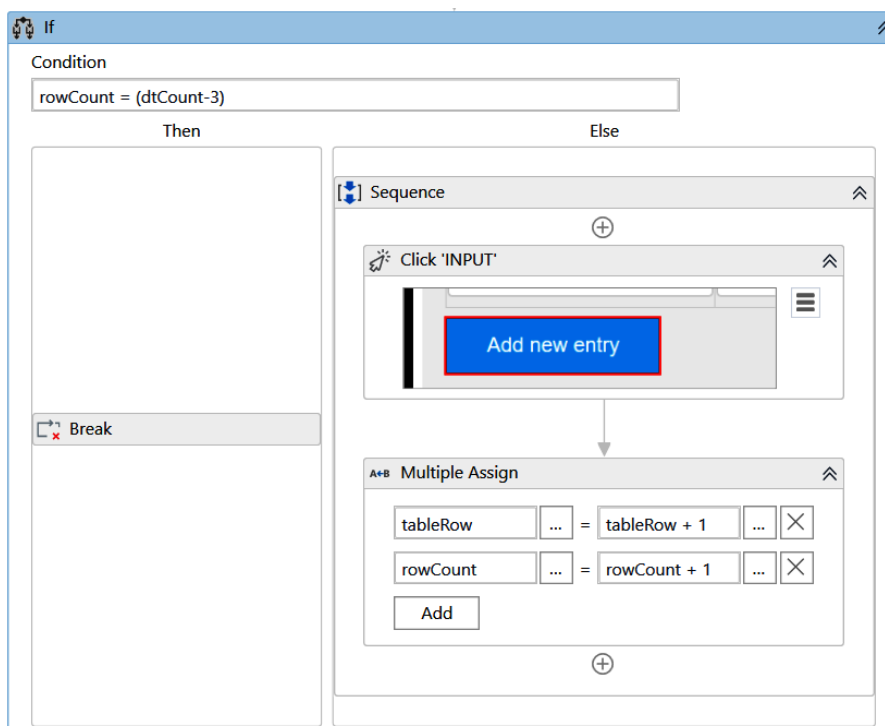 If
Condition
rowCount = (dtCount-3)
Then
Else
Sequence
Click 'INPUT'
Add new entry
Break
A←B Multiple Assign
tableRow ... = tableRow + 1 ...
rowCount ... = rowCount + 1 ...
Add